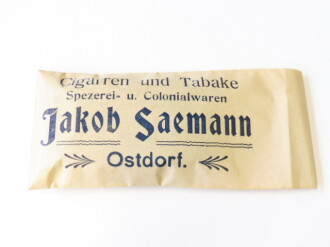 Cigarren und Tabake
Spezerei- u. Colonialwaren
Jakob Saemann
Ostdorf.